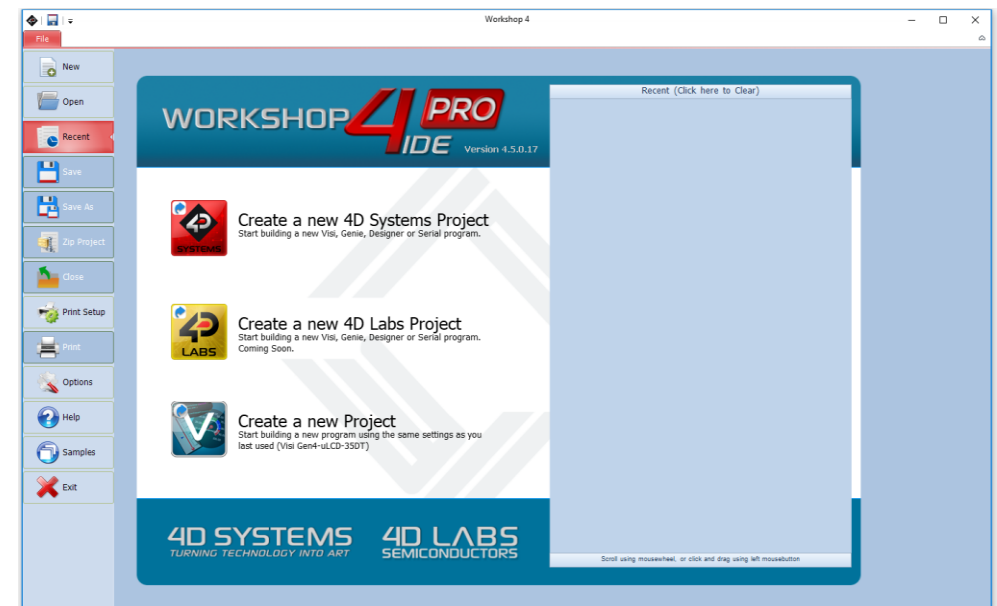 Workshop 4
File
New
Open
Recent
Save
Save As
Zip Project
Close
Print Setup
Print
Options
Help
Samples
Exit
WORKSHOP 4 PRO
IDE Version 4.5.0.17
4D SYSTEMS
Create a new 4D Systems Project
Start building a new Visi, Genie, Designer or Serial program.
4D LABS
Create a new 4D Labs Project
Start building a new Visi, Genie, Designer or Serial program.
Coming Soon.
Create a new Project
Start building a new program using the same settings as you
last used (Visi Gen4-uLCD-35DT)
4D SYSTEMS
TURNING TECHNOLOGY INTO ART
4D LABS
SEMICONDUCTORS
Recent (Click here to Clear)
Scroll using mousewheel, or click and drag using left mousebutton